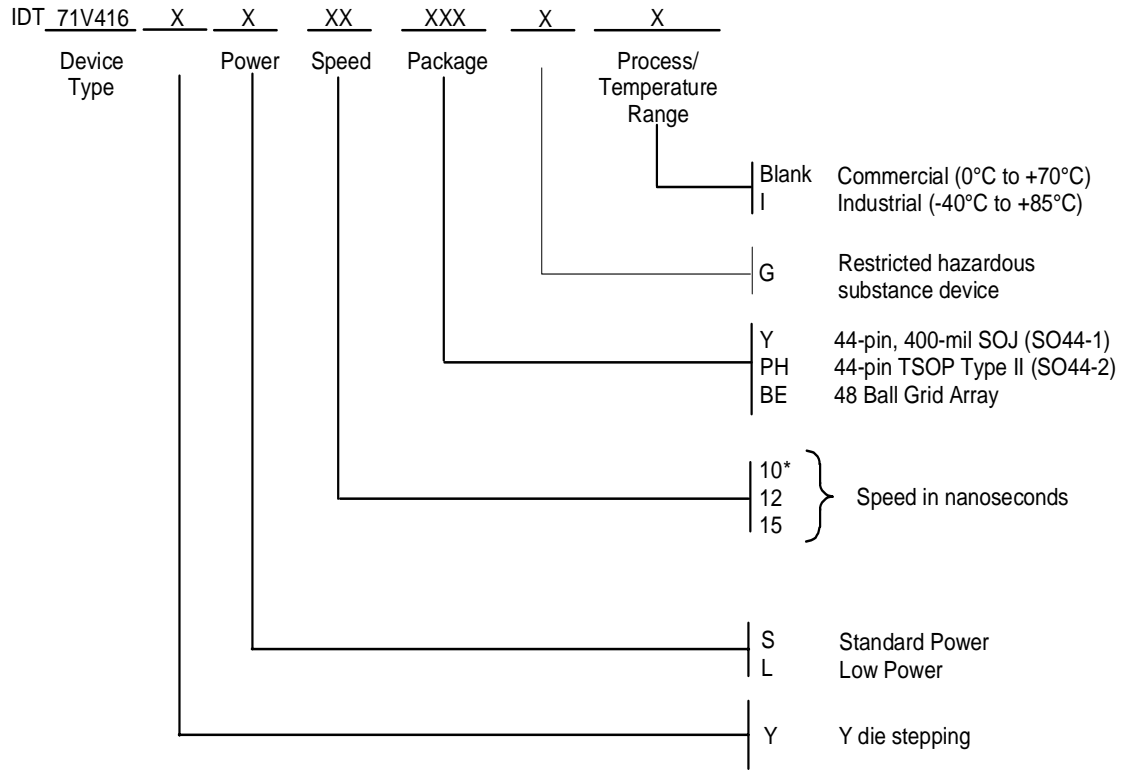 IDT 71V416 X X XX XXX X X
Device Type
Power
Speed
Package
Process/
Temperature
Range
Blank Commercial (0°C to +70°C)
I Industrial (-40°C to +85°C)
G Restricted hazardous
substance device
Y 44-pin, 400-mil SOJ (SO44-1)
PH 44-pin TSOP Type II (SO44-2)
BE 48 Ball Grid Array
10*
12 Speed in nanoseconds
15
S Standard Power
L Low Power
Y Y die stepping